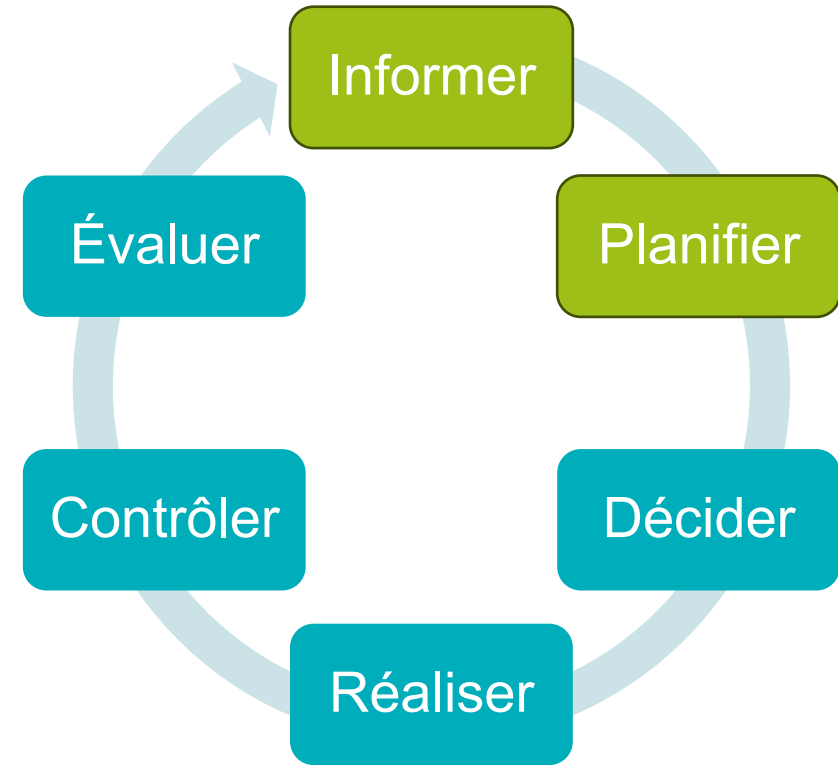 Informer
Planifier
Décider
Réaliser
Contrôler
Évaluer